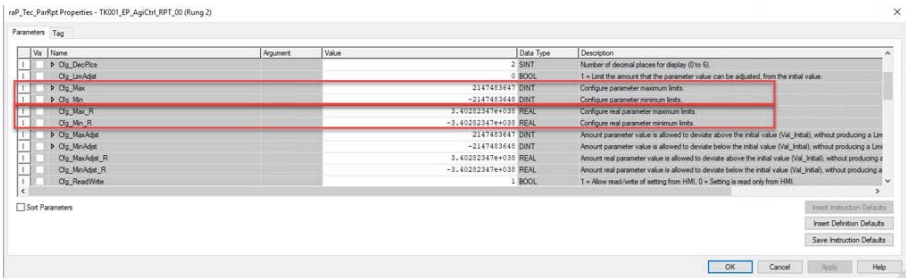 raP_Tec_ParRpt Properties - TK001_EP_AgiCtrl_RPT_00 (Rung 2)
Parameters Tag
Vis Name Argument Value Data Type Description
I Cfg_DecPlcs 2 SINT Number of decimal places for display (0 to 6).
I Cfg_LimAdjst 0 BOOL 1 = Limit the amount that the parameter value can be adjusted, from the initial value.
I Cfg_Max 2147483647 DINT Configure parameter maximum limits.
I Cfg_Min -2147483648 DINT Configure parameter minimum limits.
I Cfg_Max_R 3.40282347e+038 REAL Configure real parameter maximum limits.
I Cfg_Min_R -3.40282347e+038 REAL Configure real parameter minimum limits.
I Cfg_MaxAdjst 2147483647 DINT Amount parameter value is allowed to deviate above the initial value (Val_Initial), without producing a Lim
I Cfg_MinAdjst -2147483648 DINT Amount parameter value is allowed to deviate below the initial value (Val_Initial), without producing a Lim
I Cfg_MaxAdjst_R 3.40282347e+038 REAL Amount real parameter value is allowed to deviate above the initial value (Val_Initial), without producing a
I Cfg_MinAdjst_R -3.40282347e+038 REAL Amount real parameter value is allowed to deviate below the initial value (Val_Initial), without producing a
I Cfg_ReadWrite 1 BOOL 1 = Allow read/write of setting from HMI, 0 = Setting is read only from HMI.
Sort Parameters
Insert Instruction Defaults
Insert Definition Defaults
Save Instruction Defaults
OK Cancel Apply Help